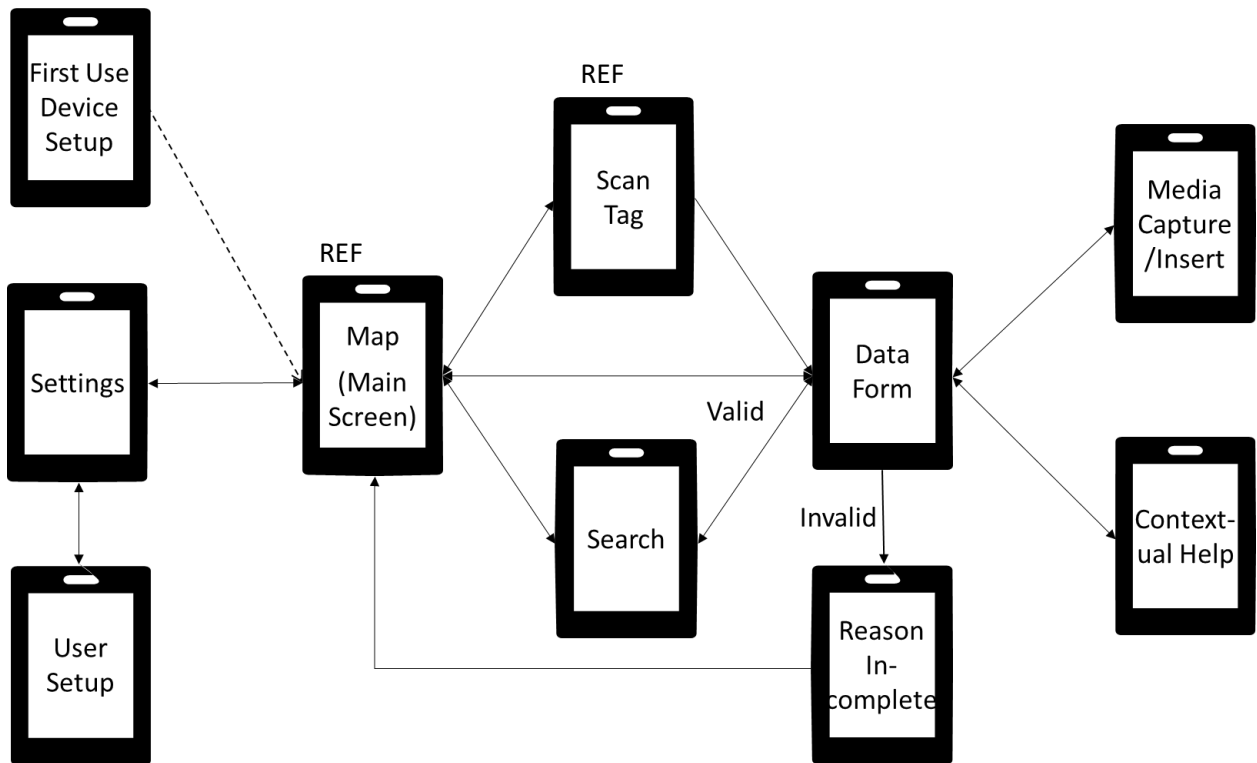 First Use
Device
Setup
REF
Scan
Tag
Media
Capture
/Insert
REF
Map
(Main
Screen)
Settings
Data
Form
Valid
Search
Invalid
Context-
ual Help
User
Setup
Reason
In-
complete